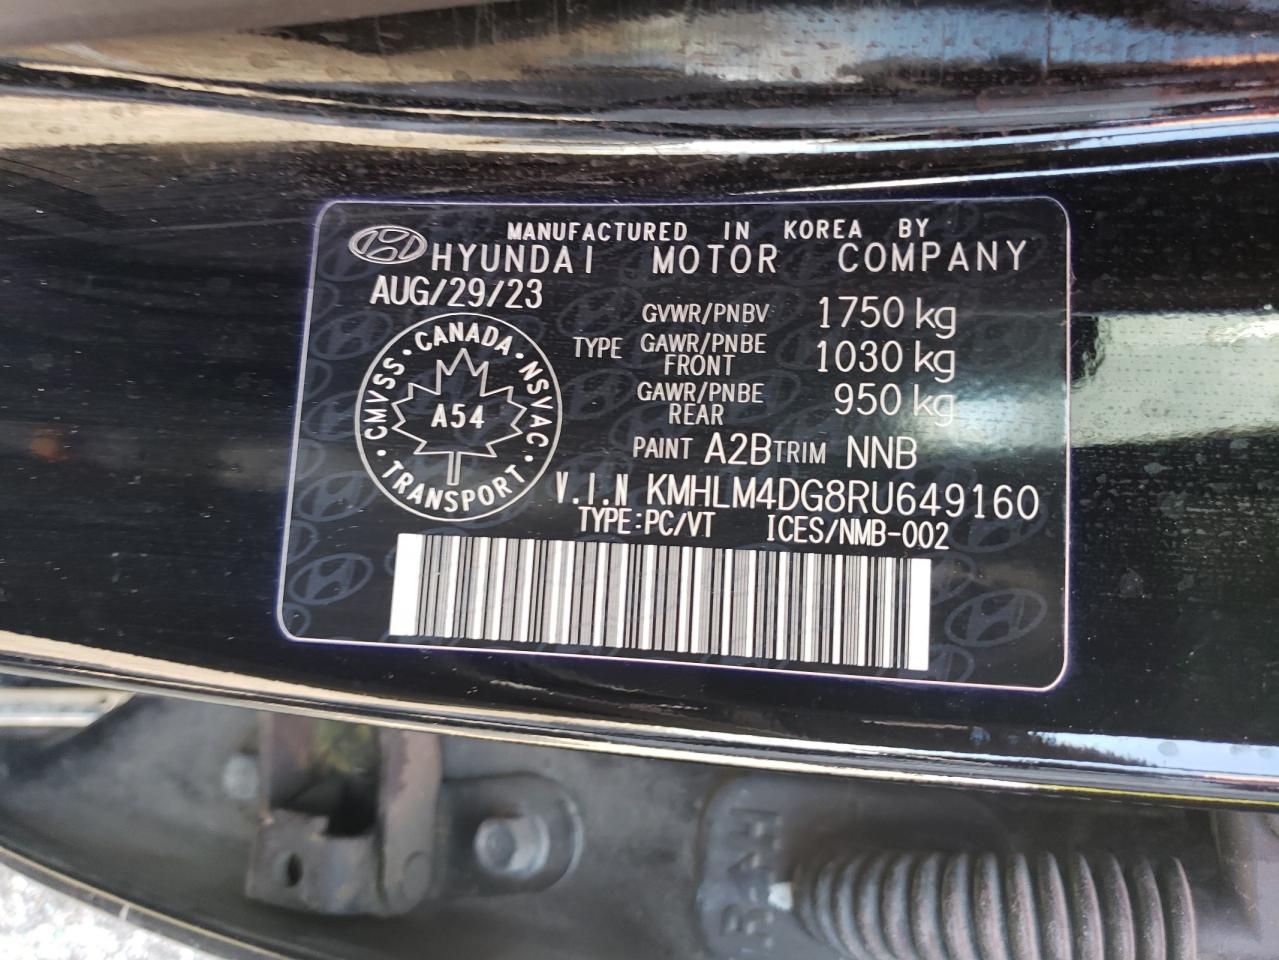 MANUFACTURED IN KOREA BY
HYUNDAI MOTOR COMPANY
AUG/29/23
GVWR/PNBV 1750 kg
TYPE GAWR/PNBE FRONT 1030 kg
GAWR/PNBE REAR 950 kg
CMVSS · CANADA · NSVAC · TRANSPORT ·
A54
PAINT A2B TRIM NNB
V.I.N KMHLM4DG8RU649160
TYPE:PC/VT ICES/NMB-002